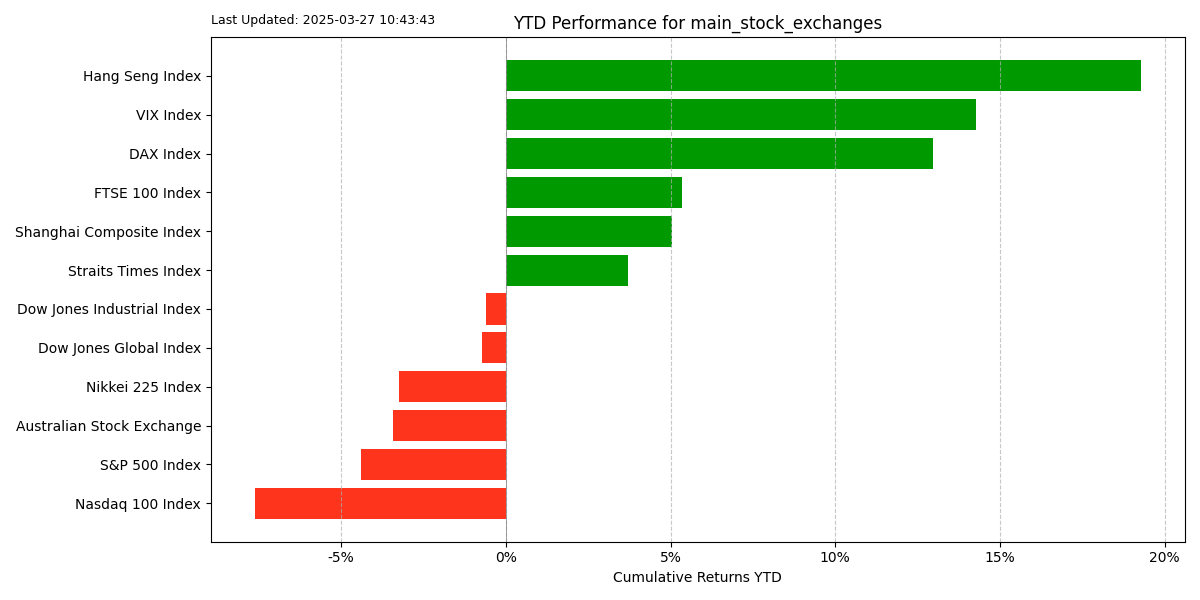 Last Updated: 2025-03-27 10:43:43
YTD Performance for main_stock_exchanges
Hang Seng Index
VIX Index
DAX Index
FTSE 100 Index
Shanghai Composite Index
Straits Times Index
Dow Jones Industrial Index
Dow Jones Global Index
Nikkei 225 Index
Australian Stock Exchange
S&P 500 Index
Nasdaq 100 Index
-5% 0% 5% 10% 15% 20%
Cumulative Returns YTD